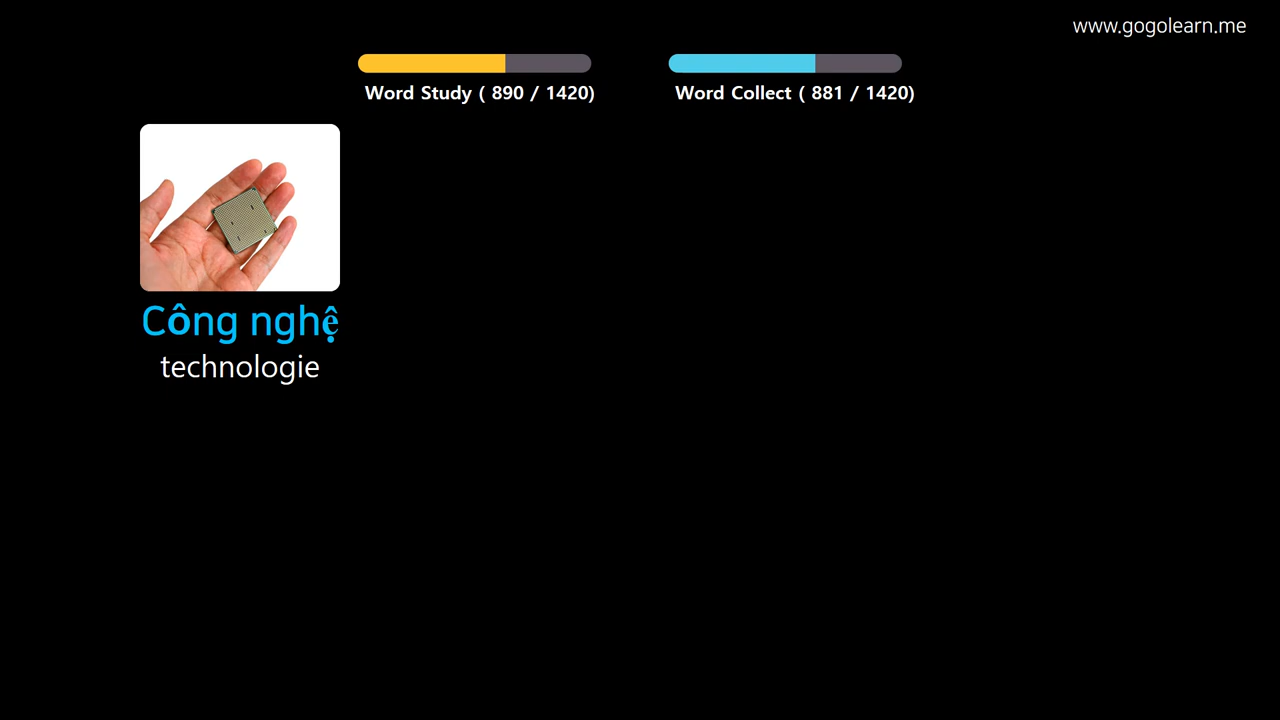 www.gogolearn.me
Word Study ( 890 / 1420)
Word Collect ( 881 / 1420)
Công nghệ
technologie